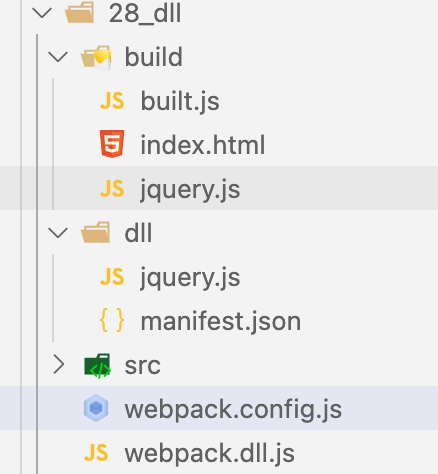 28_dll
build
JS built.js
index.html
JS jquery.js
dll
JS jquery.js
{} manifest.json
src
webpack.config.js
JS webpack.dll.js